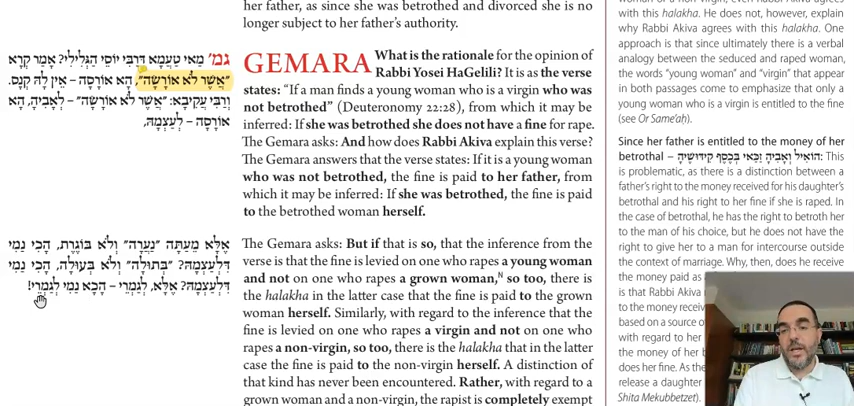 her father, as since she was betrothed and divorced she is no
longer subject to her father's authority.
גמ׳ מַאי טַעְמָא דְּרַבִּי יוֹסֵי הַגְּלִילִי? אָמַר קְרָא
״אֲשֶׁר לֹא אוֹרָשָׂה״, הָא אוֹרָסָה – אֵין לָהּ קְנָס.
וְרַבִּי עֲקִיבָא: ״אֲשֶׁר לֹא אוֹרָשָׂה״ – לְאָבִיהָ, הָא
אוֹרָסָה – לְעַצְמָהּ,
אֶלָּא מֵעַתָּה ״נַעֲרָה״ וְלֹא בּוֹגֶרֶת, הָכִי נַמִי
דִּלְעַצְמָהּ? ״בְּתוּלָה״ וְלֹא בְּעוּלָה, הָכִי נַמִי
דִּלְעַצְמָהּ? אֶלָּא, לִגְמָרֵי – הָכָא נַמִי לִגְמָרֵי!
GEMARA What is the rationale for the opinion of
Rabbi Yosei HaGelili? It is as the verse
states: "If a man finds a young woman who is a virgin who was
not betrothed" (Deuteronomy 22:28), from which it may be
inferred: If she was betrothed she does not have a fine for rape.
The Gemara asks: And how does Rabbi Akiva explain this verse?
The Gemara answers that the verse states: If it is a young woman
who was not betrothed, the fine is paid to her father, from
which it may be inferred: If she was betrothed, the fine is paid
to the betrothed woman herself.
The Gemara asks: But if that is so, that the inference from the
verse is that the fine is levied on one who rapes a young woman
and not on one who rapes a grown woman,N so too, there is
the halakha in the latter case that the fine is paid to the grown
woman herself. Similarly, with regard to the inference that the
fine is levied on one who rapes a virgin and not on one who
rapes a non-virgin, so too, there is the halakha that in the latter
case the fine is paid to the non-virgin herself. A distinction of
that kind has never been encountered. Rather, with regard to a
grown woman and a non-virgin, the rapist is completely exempt
with this halakha. He does not, however, explain
why Rabbi Akiva agrees with this halakha. One
approach is that since ultimately there is a verbal
analogy between the seduced and raped woman,
the words "young woman" and "virgin" that appear
in both passages come to emphasize that only a
young woman who is a virgin is entitled to the fine
(see Or Same'aḥ).
Since her father is entitled to the money of her
betrothal – הוֹאִיל וְאָבִיהָ זַכַּאי בְּכֶסֶף קִידּוּשֶׁיהָ: This
is problematic, as there is a distinction between a
father's right to the money received for his daughter's
betrothal and his right to her fine if she is raped. In
the case of betrothal, he has the right to betroth her
to the man of his choice, but he does not have the
right to give her to a man for intercourse outside
the context of marriage. Why, then, does he receive
the money paid as
is that Rabbi Akiva
to the money
based on a source
with regard to her
the money of her
does her fine. As the
release a daughter
Shita Mekubbetzet).